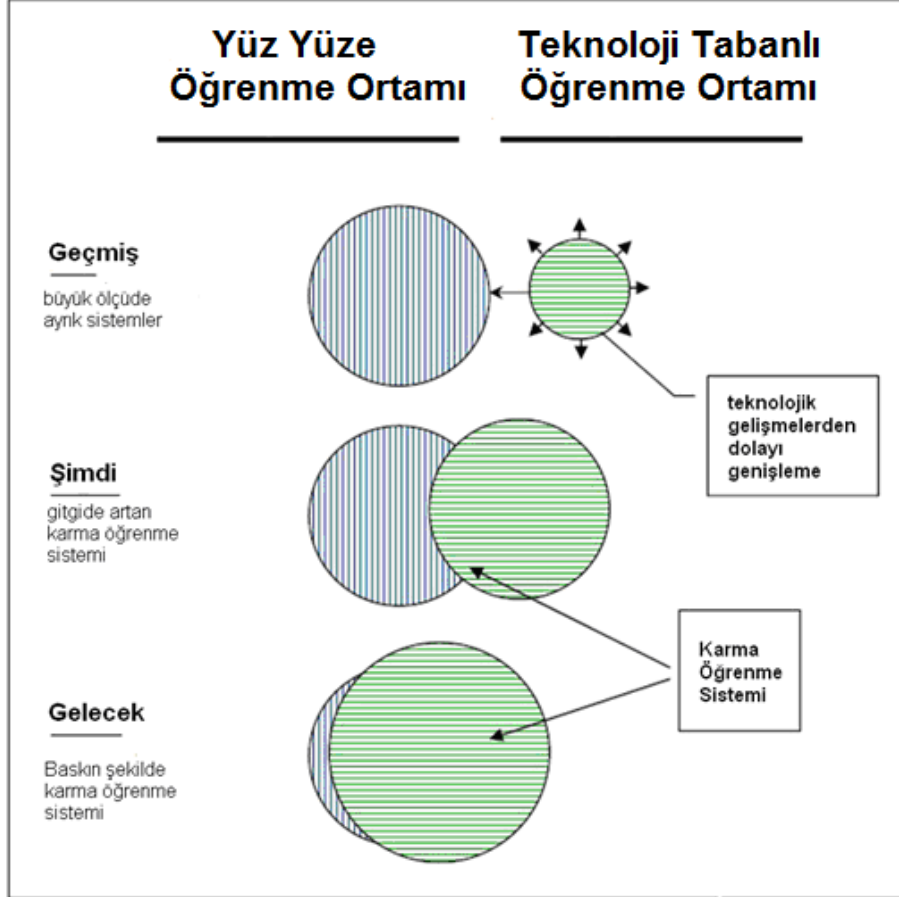 Yüz Yüze
Öğrenme Ortamı
Teknoloji Tabanlı
Öğrenme Ortamı
Geçmiş
büyük ölçüde
ayrık sistemler
teknolojik
gelişmelerden
dolayı
genişleme
Şimdi
gitgide artan
karma öğrenme
sistemi
Karma
Öğrenme
Sistemi
Gelecek
Baskın şekilde
karma öğrenme
sistemi